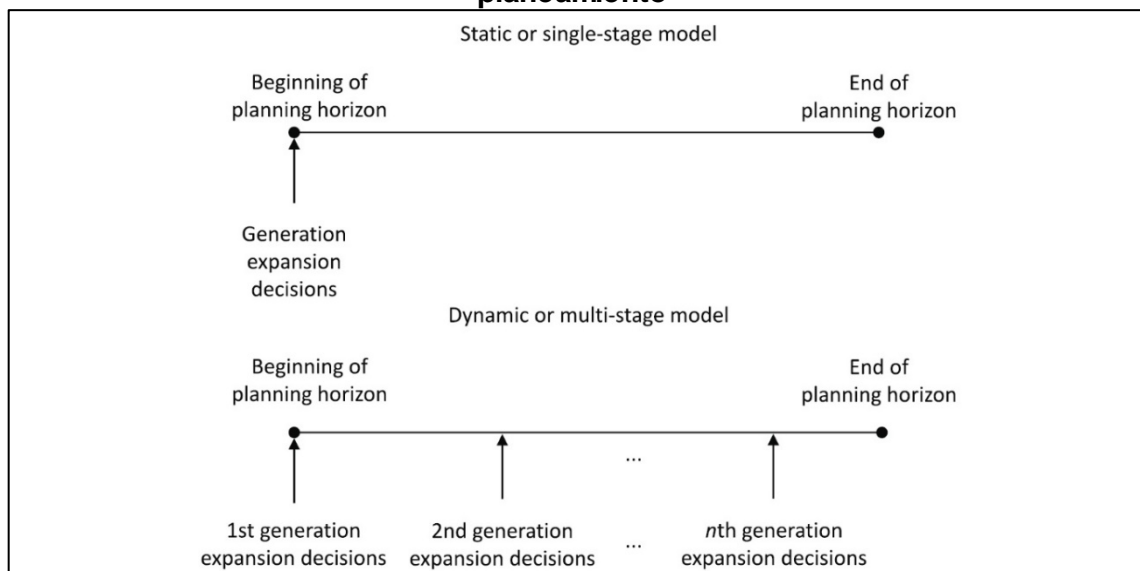 planeamiento
Static or single-stage model
Beginning of planning horizon
End of planning horizon
Generation expansion decisions
Dynamic or multi-stage model
Beginning of planning horizon
End of planning horizon
...
1st generation expansion decisions
2nd generation expansion decisions
...
nth generation expansion decisions